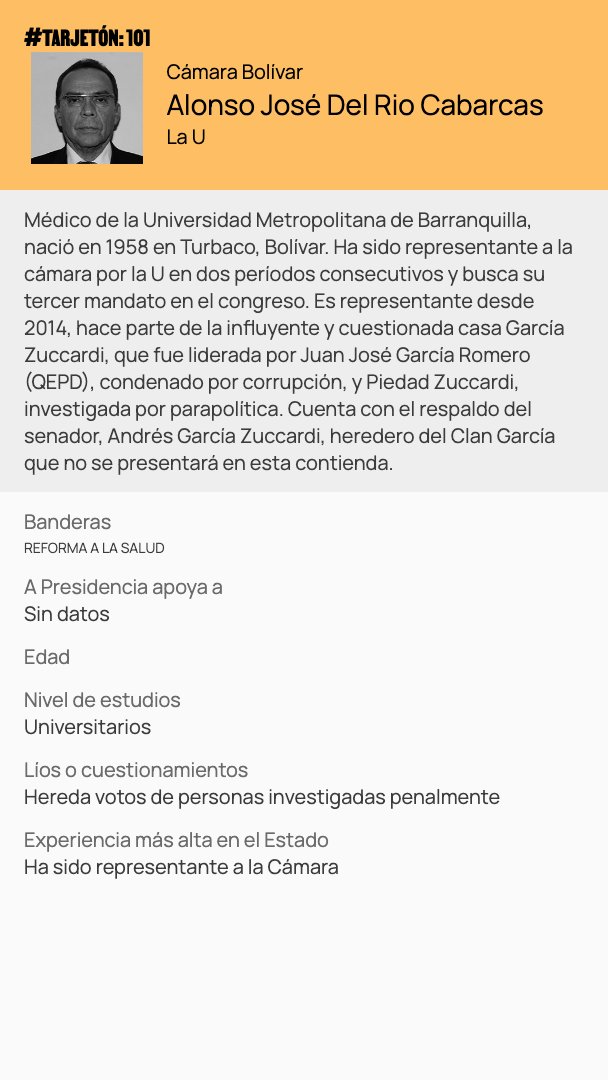 #TARJETÓN: 101
Cámara Bolívar
Alonso José Del Rio Cabarcas
La U
Médico de la Universidad Metropolitana de Barranquilla,
nació en 1958 en Turbaco, Bolívar. Ha sido representante a la
cámara por la U en dos períodos consecutivos y busca su
tercer mandato en el congreso. Es representante desde
2014, hace parte de la influyente y cuestionada casa García
Zuccardi, que fue liderada por Juan José García Romero
(QEPD), condenado por corrupción, y Piedad Zuccardi,
investigada por parapolítica. Cuenta con el respaldo del
senador, Andrés García Zuccardi, heredero del Clan García
que no se presentará en esta contienda.
Banderas
REFORMA A LA SALUD
A Presidencia apoya a
Sin datos
Edad
Nivel de estudios
Universitarios
Líos o cuestionamientos
Hereda votos de personas investigadas penalmente
Experiencia más alta en el Estado
Ha sido representante a la Cámara